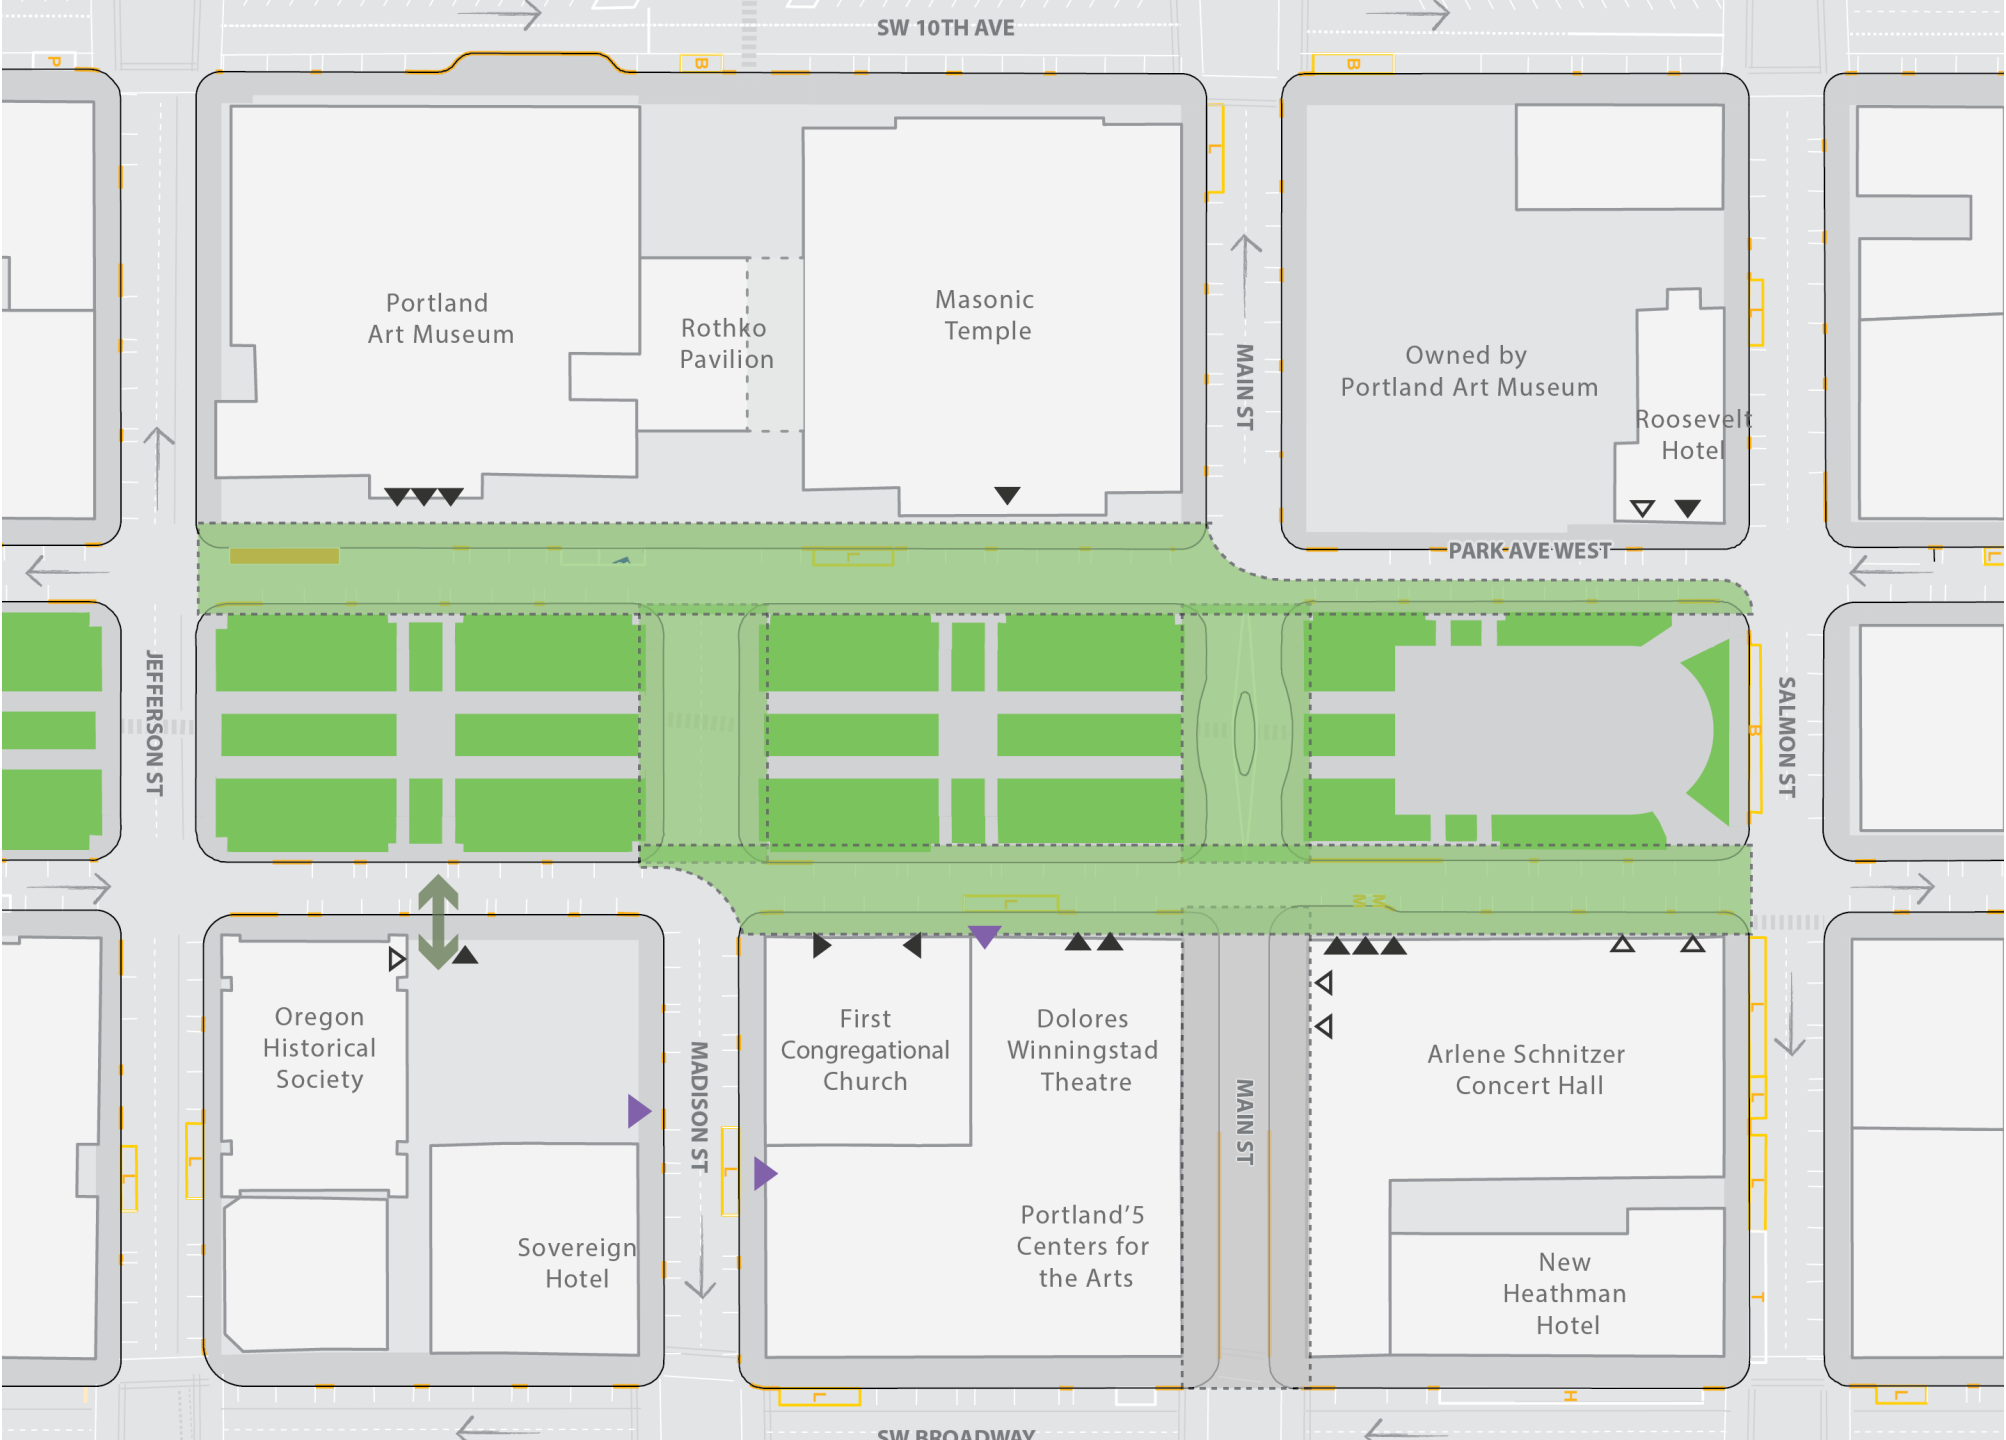 SW 10TH AVE
P
B
B
L
Portland
Art Museum
Rothko
Pavilion
Masonic
Temple
MAIN ST
Owned by
Portland Art Museum
Roosevelt
Hotel
L
PARK AVE WEST
L
L
JEFFERSON ST
B
SALMON ST
L
M
M
Oregon
Historical
Society
First
Congregational
Church
Dolores
Winningstad
Theatre
Arlene Schnitzer
Concert Hall
L
L
L
MADISON ST
MAIN ST
L
L
L
Sovereign
Hotel
Portland'5
Centers for
the Arts
New
Heathman
Hotel
T
L
H
L
SW BROADWAY